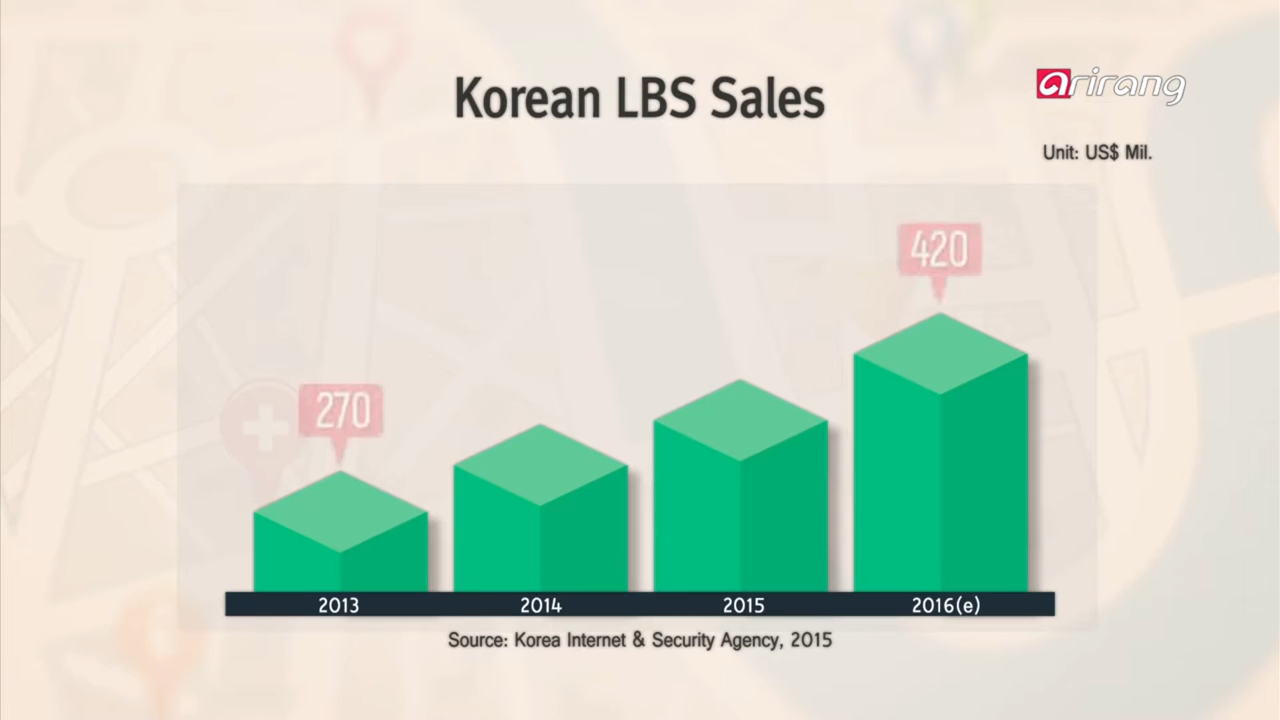 Korean LBS Sales
arirang
Unit: US$ Mil.
420
270
2013
2014
2015
2016(e)
Source: Korea Internet & Security Agency, 2015